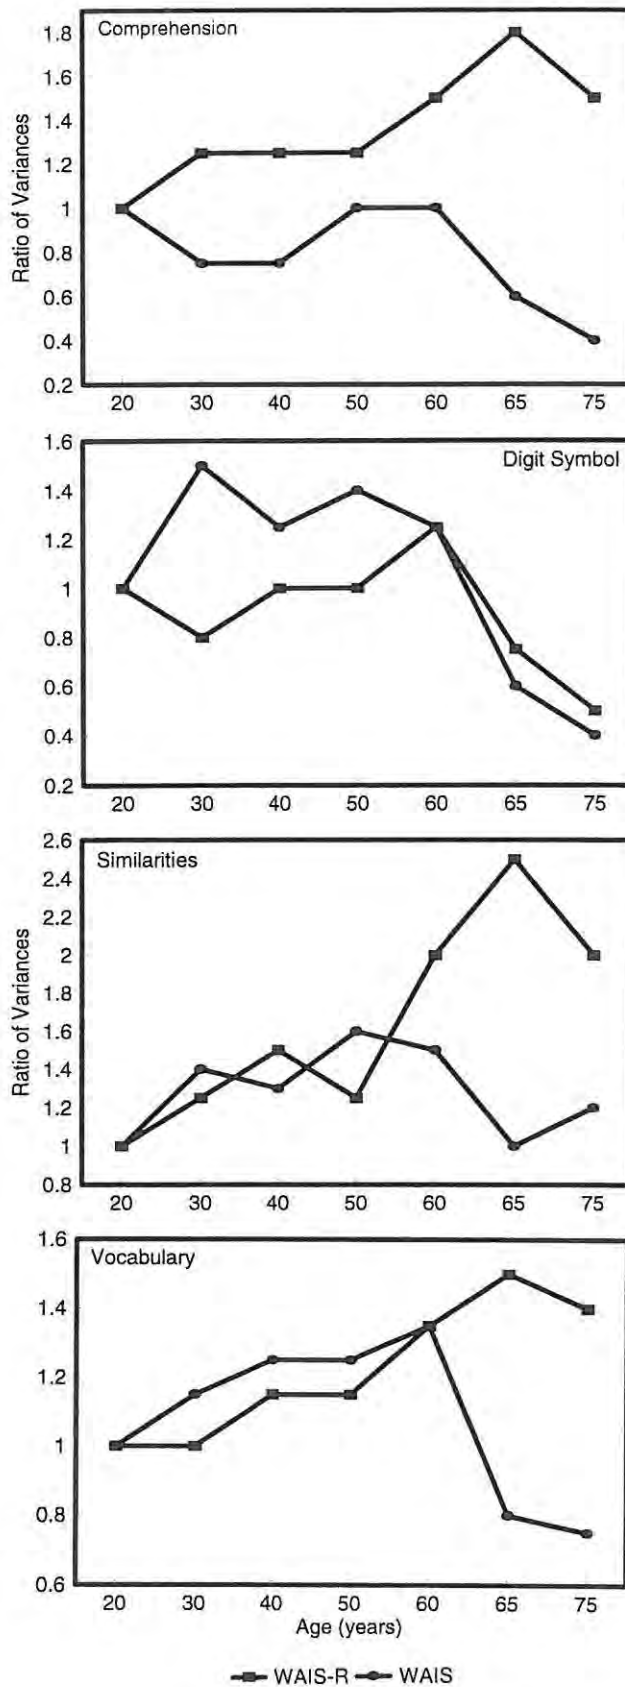 Comprehension
Ratio of Variances
1.8
1.6
1.4
1.2
1
0.8
0.6
0.4
0.2
20 30 40 50 60 65 75
Digit Symbol
1.6
1.4
1.2
1
0.8
0.6
0.4
0.2
20 30 40 50 60 65 75
Similarities
Ratio of Variances
2.6
2.4
2.2
2
1.8
1.6
1.4
1.2
1
0.8
20 30 40 50 60 65 75
Vocabulary
1.6
1.4
1.2
1
0.8
0.6
20 30 40 50 60 65 75
Age (years)
WAIS-R WAIS